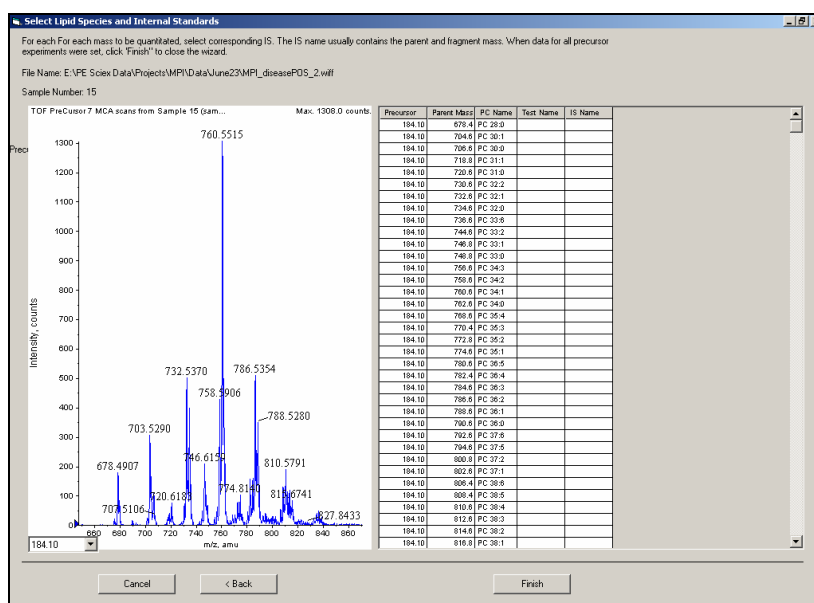 Select Lipid Species and Internal Standards
For each For each mass to be quantitated, select corresponding IS. The IS name usually contains the parent and fragment mass. When data for all precursor
experiments were set, click 'Finish'' to close the wizard.
File Name: E:\PE Sciex Data\Projects\MPI\Data\June23\MPI_diseasePOS_2.wiff
Sample Number: 15
TOF PreCursor 7 MCA scans from Sample 15 (sam... Max. 1308.0 counts.
Precu
Intensity, counts
1300
1200
1100
1000
900
800
700
600
500
400
300
200
100
0
760.5515
732.5370
786.5354
758.5906
788.5280
703.5290
746.6159
678.4907
810.5791
774.8140
720.618
707.5106
6741
827.8433
660 680 700 720 740 760 780 800 820 840 860
m/z, amu
184.10
Precursor Parent Mass PC Name Test Name IS Name
184.10 678.4 PC 28:0
184.10 704.6 PC 30:1
184.10 706.6 PC 30:0
184.10 718.8 PC 31:1
184.10 720.6 PC 31:0
184.10 730.6 PC 32:2
184.10 732.6 PC 32:1
184.10 734.6 PC 32:0
184.10 736.6 PC 33:6
184.10 744.6 PC 33:2
184.10 746.8 PC 33:1
184.10 748.8 PC 33:0
184.10 756.6 PC 34:3
184.10 758.6 PC 34:2
184.10 760.6 PC 34:1
184.10 762.6 PC 34:0
184.10 768.6 PC 35:4
184.10 770.4 PC 35:3
184.10 772.8 PC 35:2
184.10 774.6 PC 35:1
184.10 780.6 PC 36:5
184.10 782.4 PC 36:4
184.10 784.6 PC 36:3
184.10 786.6 PC 36:2
184.10 788.6 PC 36:1
184.10 790.6 PC 36:0
184.10 792.6 PC 37:6
184.10 794.6 PC 37:5
184.10 800.8 PC 37:2
184.10 802.6 PC 37:1
184.10 806.4 PC 38:6
184.10 808.4 PC 38:5
184.10 810.6 PC 38:4
184.10 812.6 PC 38:3
184.10 814.6 PC 38:2
184.10 816.8 PC 38:1
Cancel
< Back
Finish